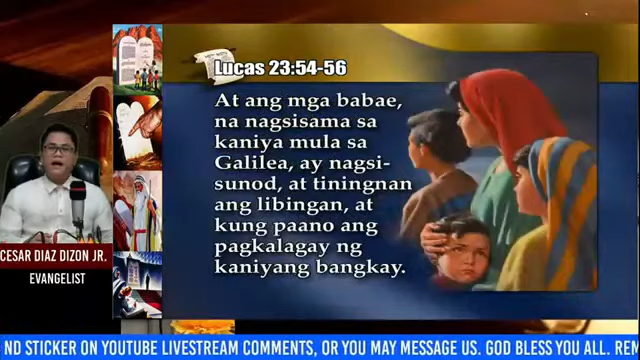 Lucas 23:54-56
At ang mga babae,
na nagsisama sa
kaniya mula sa
Galilea, ay nagsi-
sunod, at tiningnan
ang libingan, at
kung paano ang
pagkalagay ng
kaniyang bangkay.
CESAR DIAZ DIZON JR.
EVANGELIST
ND STICKER ON YOUTUBE LIVESTREAM COMMENTS, OR YOU MAY MESSAGE US. GOD BLESS YOU ALL. REM